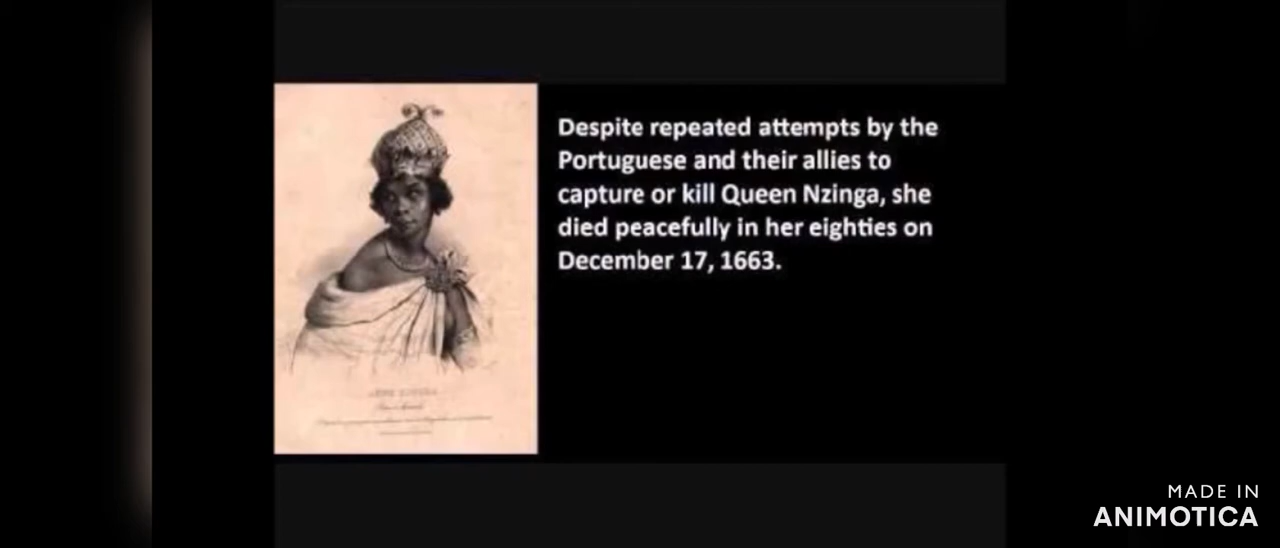 Despite repeated attempts by the
Portuguese and their allies to
capture or kill Queen Nzinga, she
died peacefully in her eighties on
December 17, 1663.
MADE IN
ANIMOTICA